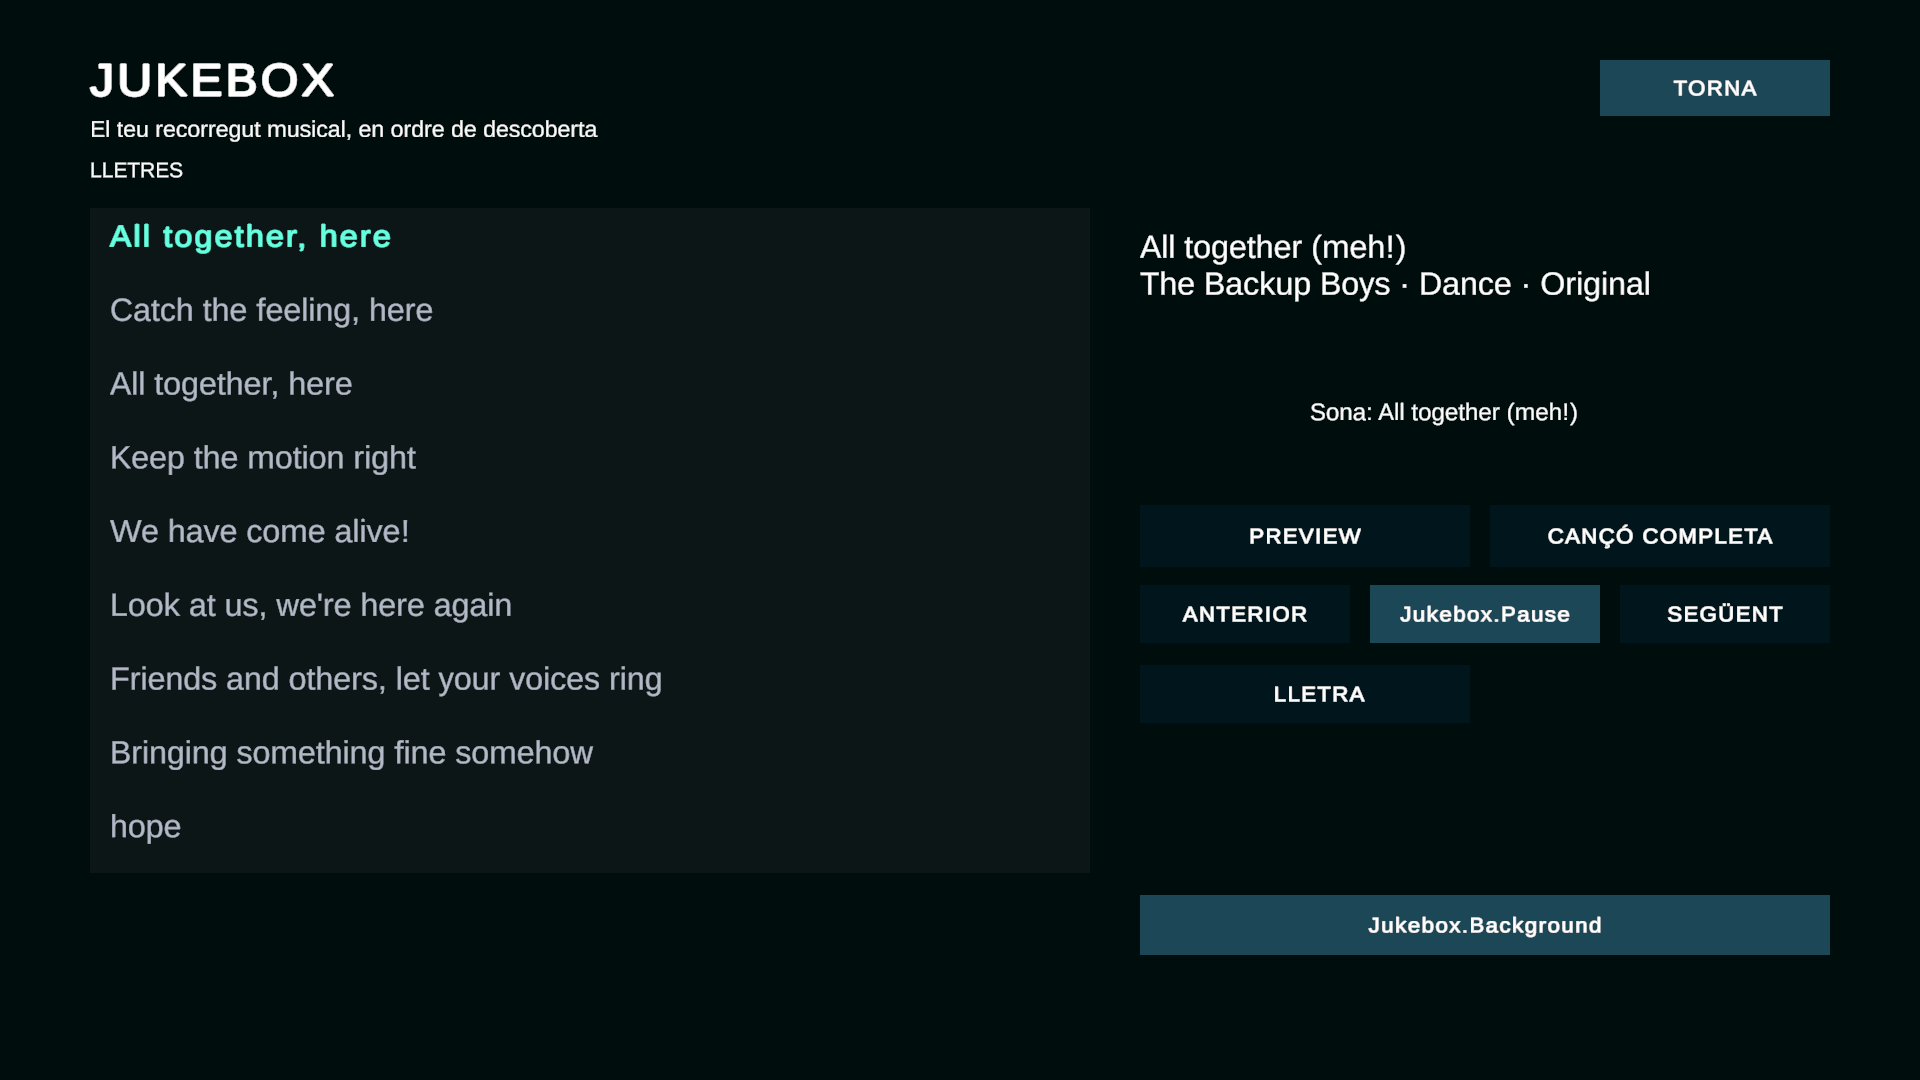 JUKEBOX
El teu recorregut musical, en ordre de descoberta
LLETRES
TORNA
All together, here
Catch the feeling, here
All together, here
Keep the motion right
We have come alive!
Look at us, we're here again
Friends and others, let your voices ring
Bringing something fine somehow
hope
All together (meh!)
The Backup Boys · Dance · Original
Sona: All together (meh!)
PREVIEW
CANÇÓ COMPLETA
ANTERIOR
Jukebox.Pause
SEGÜENT
LLETRA
Jukebox.Background